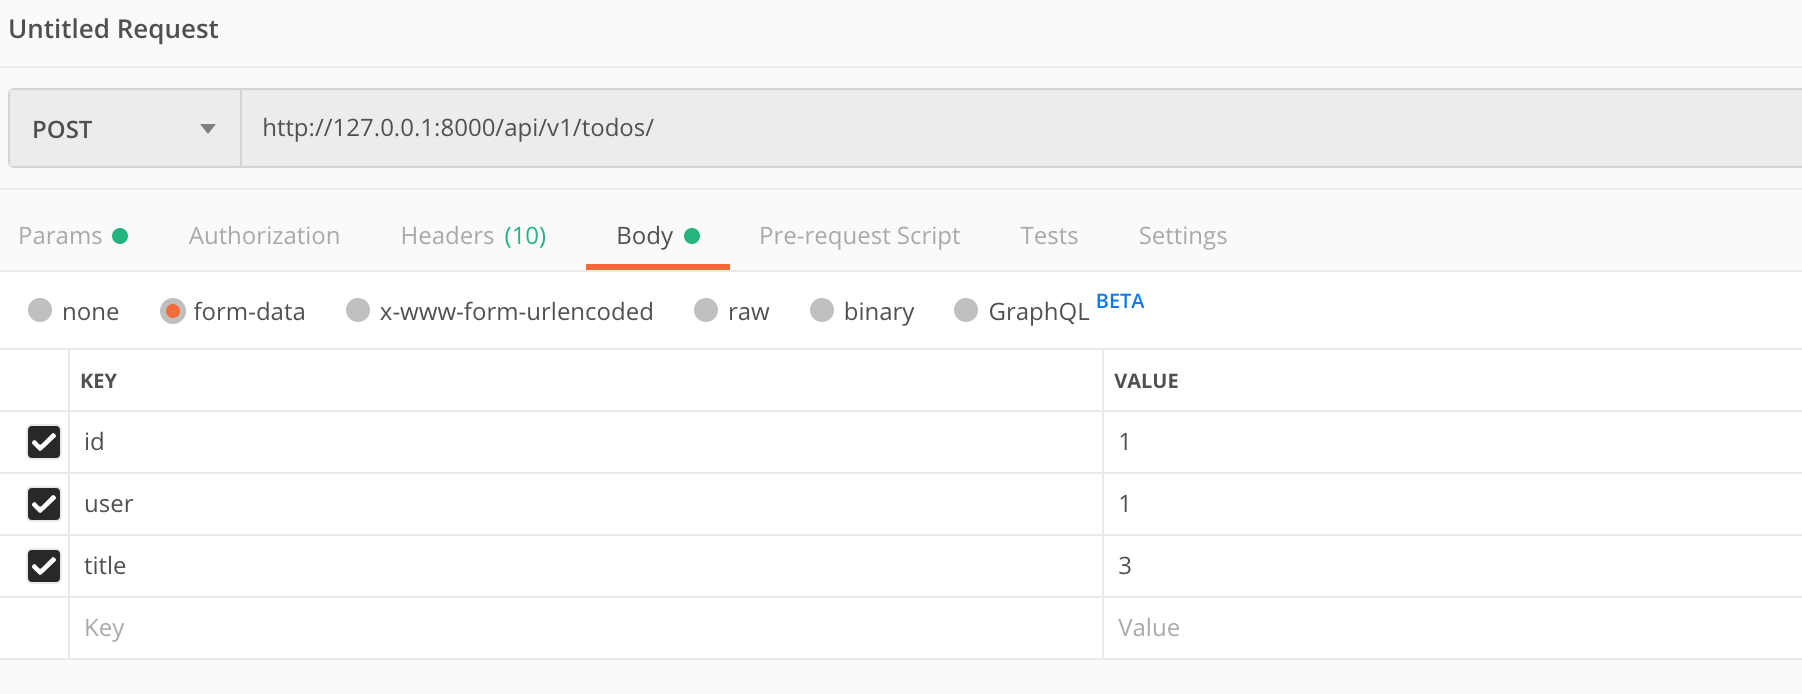 Untitled Request
POST http://127.0.0.1:8000/api/v1/todos/
Params Authorization Headers (10) Body Pre-request Script Tests Settings
none form-data x-www-form-urlencoded raw binary GraphQL BETA
KEY VALUE
id 1
user 1
title 3
Key Value